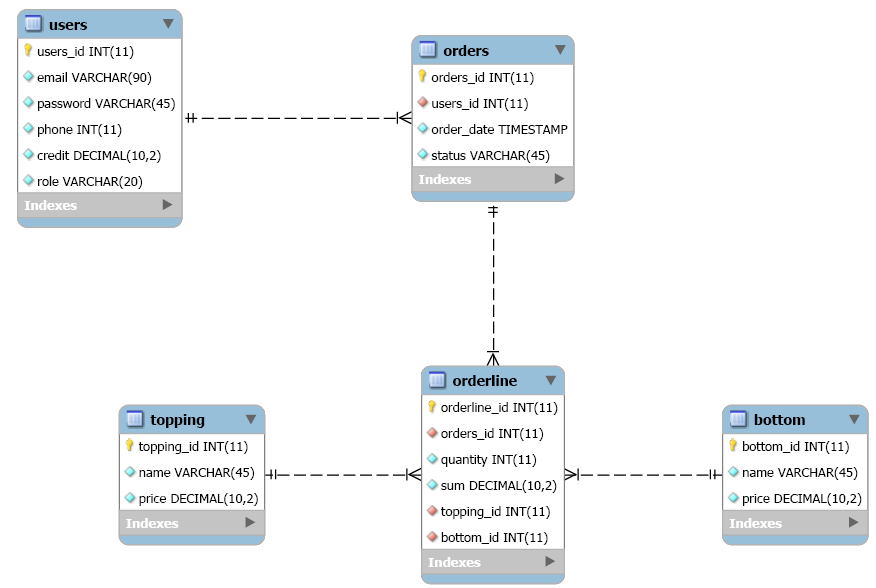 users
users_id INT(11)
email VARCHAR(90)
password VARCHAR(45)
phone INT(11)
credit DECIMAL(10,2)
role VARCHAR(20)
Indexes
orders
orders_id INT(11)
users_id INT(11)
order_date TIMESTAMP
status VARCHAR(45)
Indexes
topping
topping_id INT(11)
name VARCHAR(45)
price DECIMAL(10,2)
Indexes
orderline
orderline_id INT(11)
orders_id INT(11)
quantity INT(11)
sum DECIMAL(10,2)
topping_id INT(11)
bottom_id INT(11)
Indexes
bottom
bottom_id INT(11)
name VARCHAR(45)
price DECIMAL(10,2)
Indexes